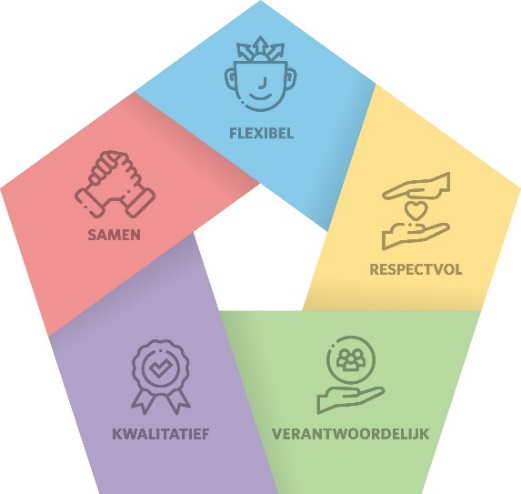 FLEXIBEL
SAMEN
RESPECTVOL
KWALITATIEF
VERANTWOORDELIJK